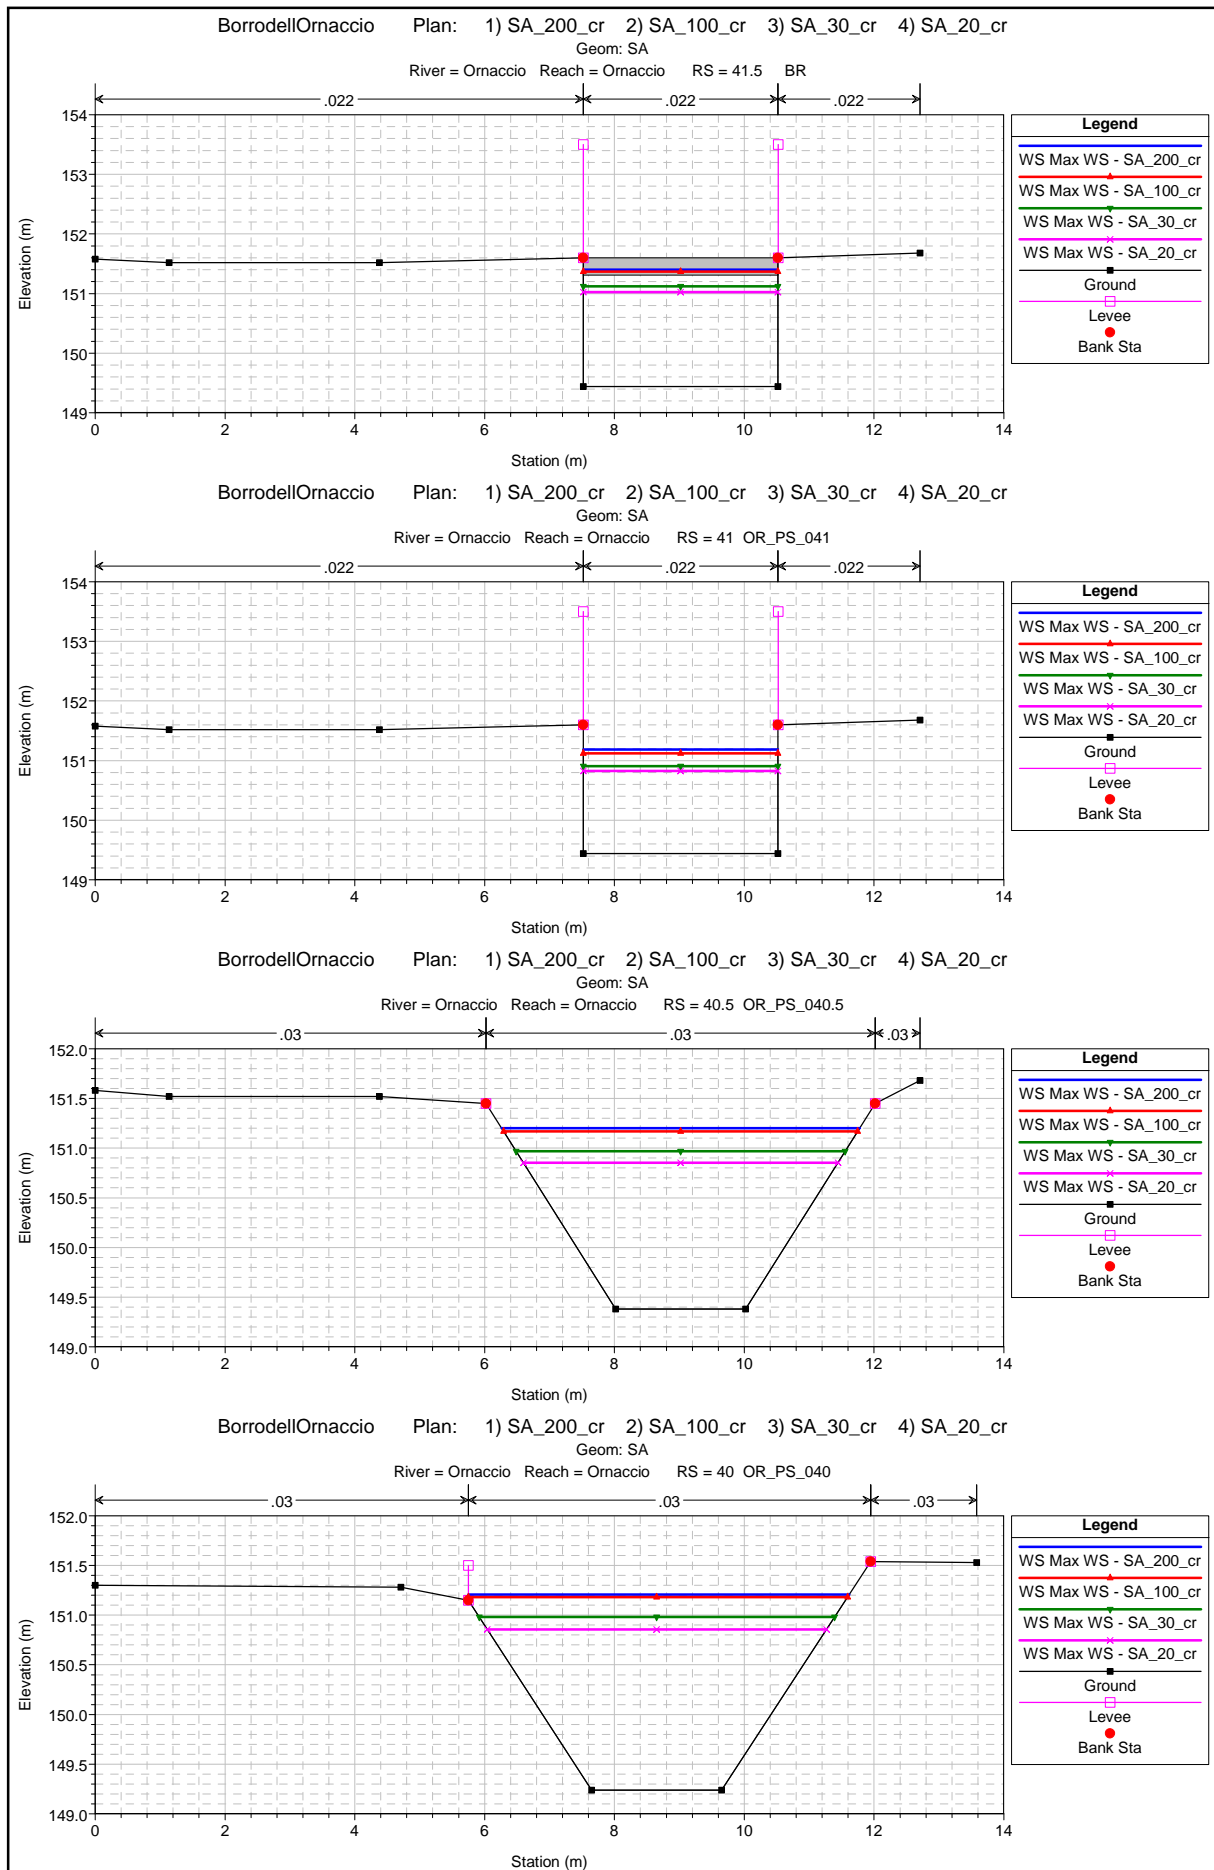 BorrodellOrnaccio Plan: 1) SA_200_cr 2) SA_100_cr 3) SA_30_cr 4) SA_20_cr
Geom: SA
River = Ornaccio Reach = Ornaccio RS = 41.5 BR
.022 .022 .022
154
153
152
151
150
149
Elevation (m)
0 2 4 6 8 10 12 14
Station (m)
Legend
WS Max WS - SA_200_cr
WS Max WS - SA_100_cr
WS Max WS - SA_30_cr
WS Max WS - SA_20_cr
Ground
Levee
Bank Sta
BorrodellOrnaccio Plan: 1) SA_200_cr 2) SA_100_cr 3) SA_30_cr 4) SA_20_cr
Geom: SA
River = Ornaccio Reach = Ornaccio RS = 41 OR_PS_041
.022 .022 .022
154
153
152
151
150
149
Elevation (m)
0 2 4 6 8 10 12 14
Station (m)
Legend
WS Max WS - SA_200_cr
WS Max WS - SA_100_cr
WS Max WS - SA_30_cr
WS Max WS - SA_20_cr
Ground
Levee
Bank Sta
BorrodellOrnaccio Plan: 1) SA_200_cr 2) SA_100_cr 3) SA_30_cr 4) SA_20_cr
Geom: SA
River = Ornaccio Reach = Ornaccio RS = 40.5 OR_PS_040.5
.03 .03 .03
152.0
151.5
151.0
150.5
150.0
149.5
149.0
Elevation (m)
0 2 4 6 8 10 12 14
Station (m)
Legend
WS Max WS - SA_200_cr
WS Max WS - SA_100_cr
WS Max WS - SA_30_cr
WS Max WS - SA_20_cr
Ground
Levee
Bank Sta
BorrodellOrnaccio Plan: 1) SA_200_cr 2) SA_100_cr 3) SA_30_cr 4) SA_20_cr
Geom: SA
River = Ornaccio Reach = Ornaccio RS = 40 OR_PS_040
.03 .03 .03
152.0
151.5
151.0
150.5
150.0
149.5
149.0
Elevation (m)
0 2 4 6 8 10 12 14
Station (m)
Legend
WS Max WS - SA_200_cr
WS Max WS - SA_100_cr
WS Max WS - SA_30_cr
WS Max WS - SA_20_cr
Ground
Levee
Bank Sta